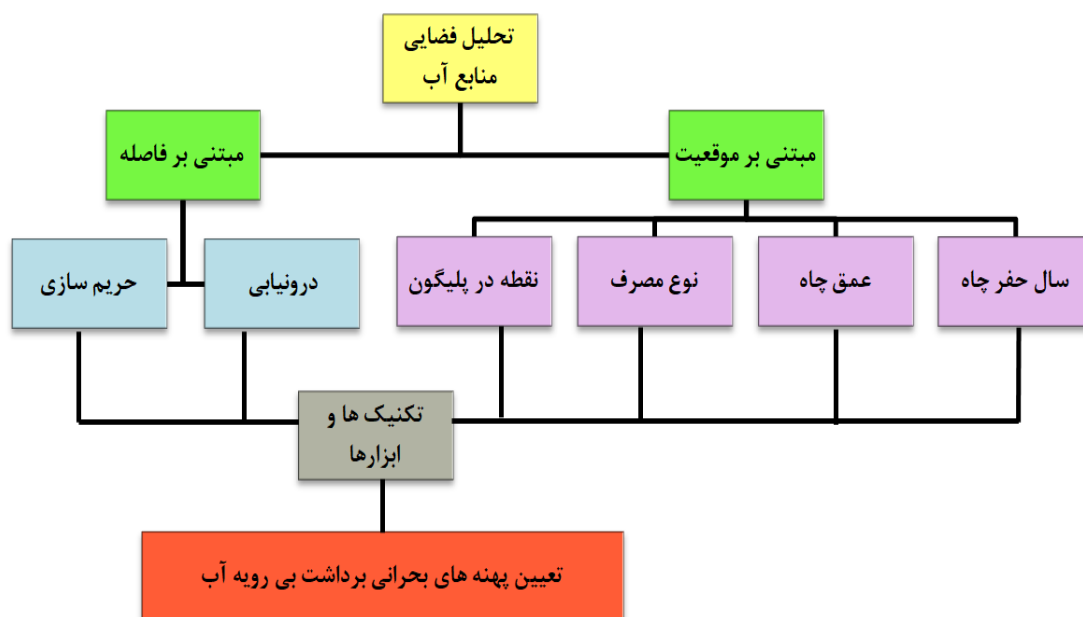 تحلیل فضایی
منابع آب
مبتنی بر موقعیت
مبتنی بر فاصله
سال حفر چاه
عمق چاه
نوع مصرف
نقطه در پلیگون
درونیابی
حریم سازی
تکنیک ها و
ابزارها
تعیین پهنه های بحرانی برداشت بی رویه آب